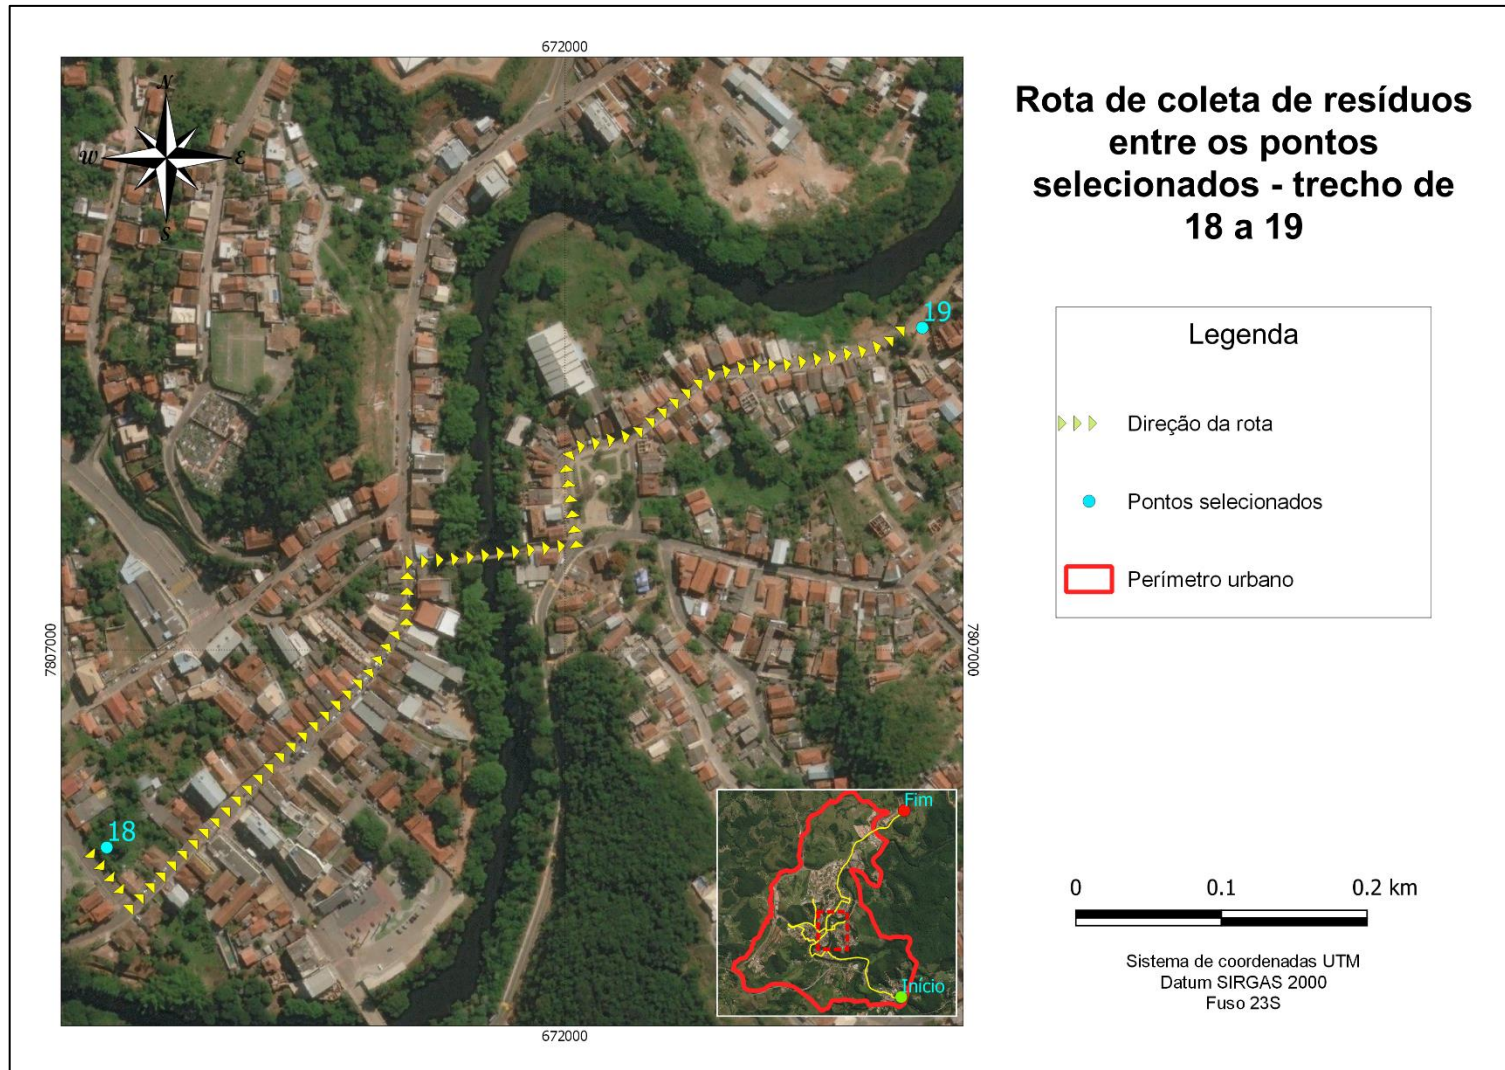 Rota de coleta de resíduos
entre os pontos
selecionados - trecho de
18 a 19
672000
N
W
E
S
19
18
7807000
7807000
Fim
Início
672000
Legenda
Direção da rota
Pontos selecionados
Perímetro urbano
0 0.1 0.2 km
Sistema de coordenadas UTM
Datum SIRGAS 2000
Fuso 23S